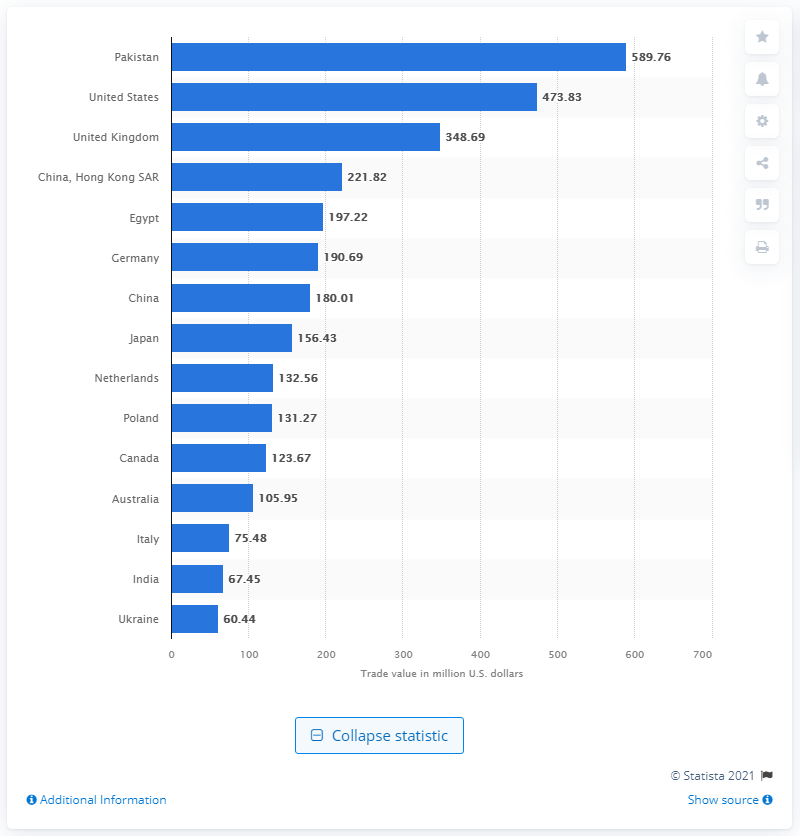 Pakistan 589.76
United States 473.83
United Kingdom 348.69
China, Hong Kong SAR 221.82
Egypt 197.22
Germany 190.69
China 180.01
Japan 156.43
Netherlands 132.56
Poland 131.27
Canada 123.67
Australia 105.95
Italy 75.48
India 67.45
Ukraine 60.44
0 100 200 300 400 500 600 700
Trade value in million U.S. dollars
Collapse statistic
© Statista 2021
Additional Information Show source